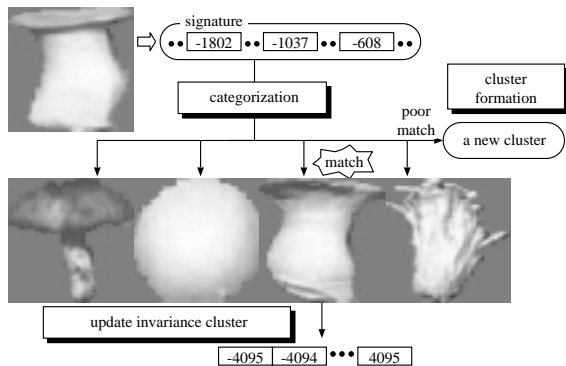 signature
-1802 -1037 -608
categorization
cluster
formation
poor
match
a new cluster
match
update invariance cluster
-4095 -4094 4095